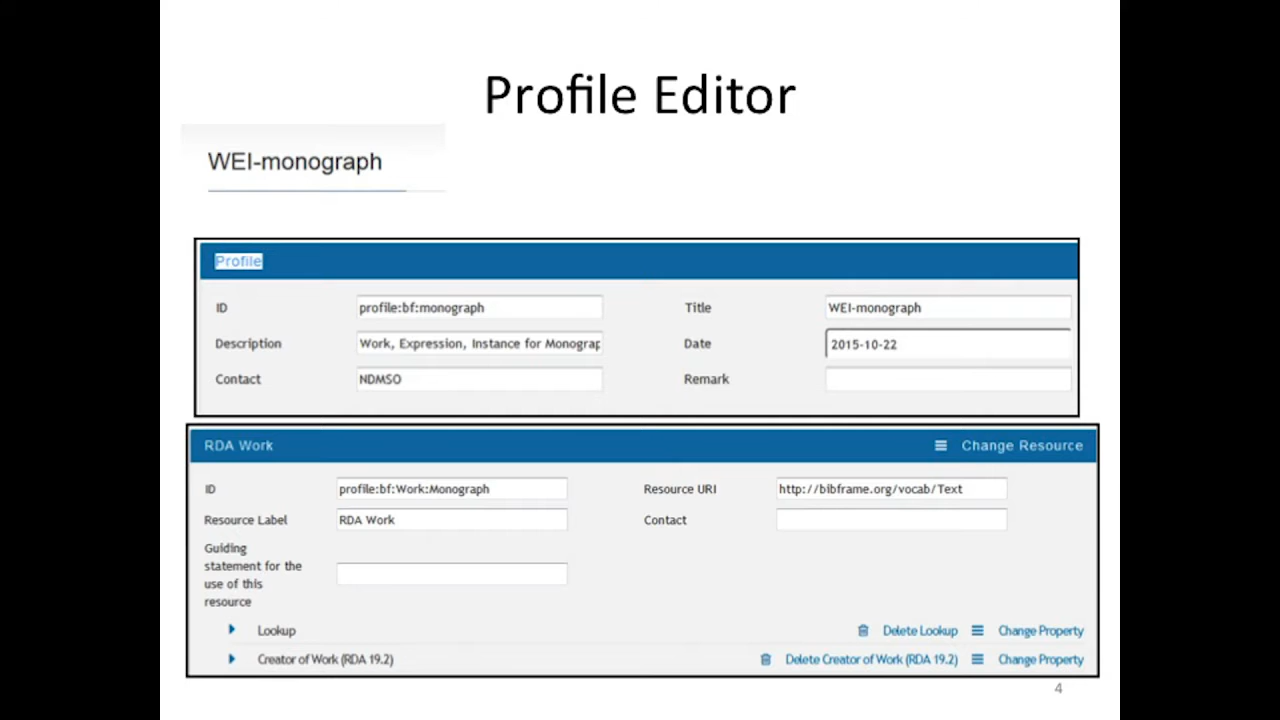 Profile Editor
WEI-monograph
Profile
ID profile:bf:monograph Title WEI-monograph
Description Work, Expression, Instance for Monograp Date 2015-10-22
Contact NDMSO Remark
RDA Work Change Resource
ID profile:bf:Work:Monograph Resource URI http://bibframe.org/vocab/Text
Resource Label RDA Work Contact
Guiding
statement for the
use of this
resource
Lookup Delete Lookup Change Property
Creator of Work (RDA 19.2) Delete Creator of Work (RDA 19.2) Change Property
4